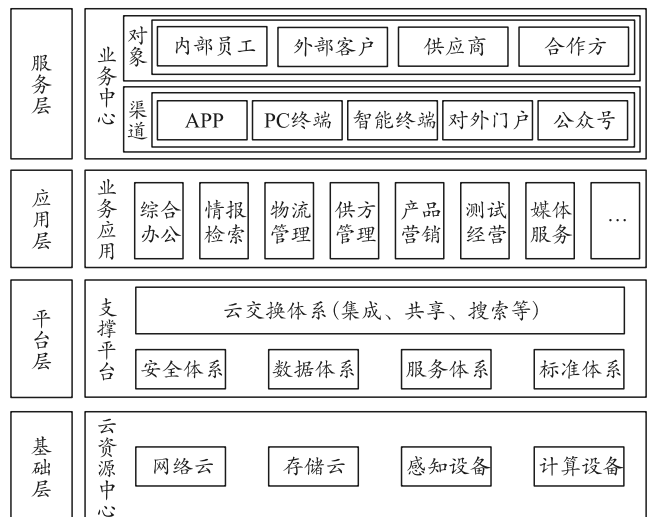 服务层
业务中心
对象
内部员工 外部客户 供应商 合作方
渠道
APP PC终端 智能终端 对外门户 公众号
应用层
业务应用
综合办公 情报检索 物流管理 供方管理 产品营销 测试经营 媒体服务 …
平台层
支撑平台
云交换体系(集成、共享、搜索等)
安全体系 数据体系 服务体系 标准体系
基础层
云资源中心
网络云 存储云 感知设备 计算设备